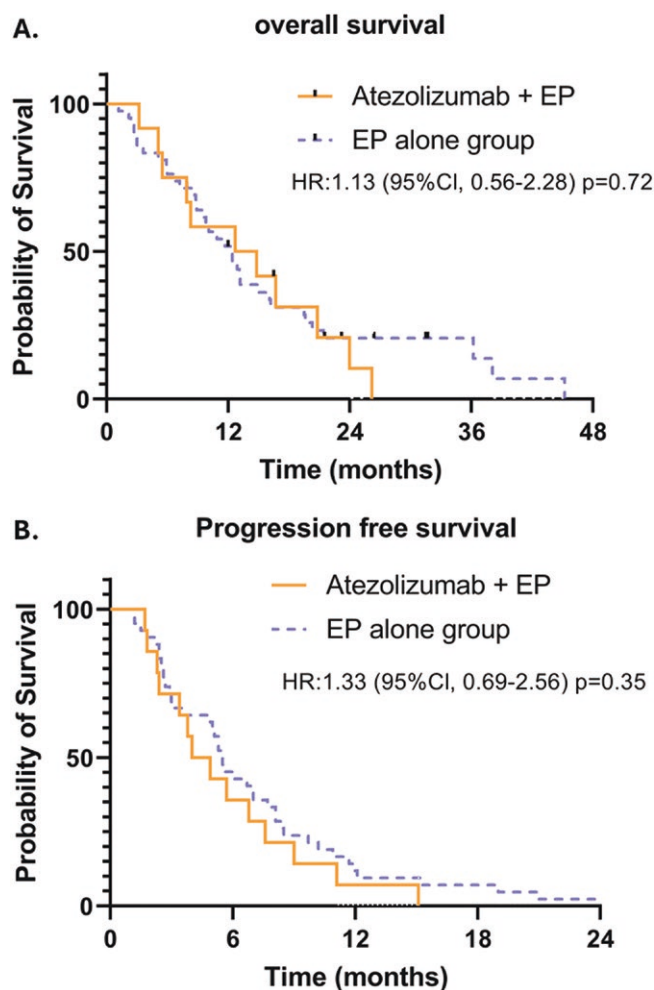 A.
overall survival
Atezolizumab + EP
EP alone group
HR:1.13 (95%CI, 0.56-2.28) p=0.72
Probability of Survival
100
50
0
0 12 24 36 48
Time (months)
B.
Progression free survival
Atezolizumab + EP
EP alone group
HR:1.33 (95%CI, 0.69-2.56) p=0.35
Probability of Survival
100
50
0
0 6 12 18 24
Time (months)